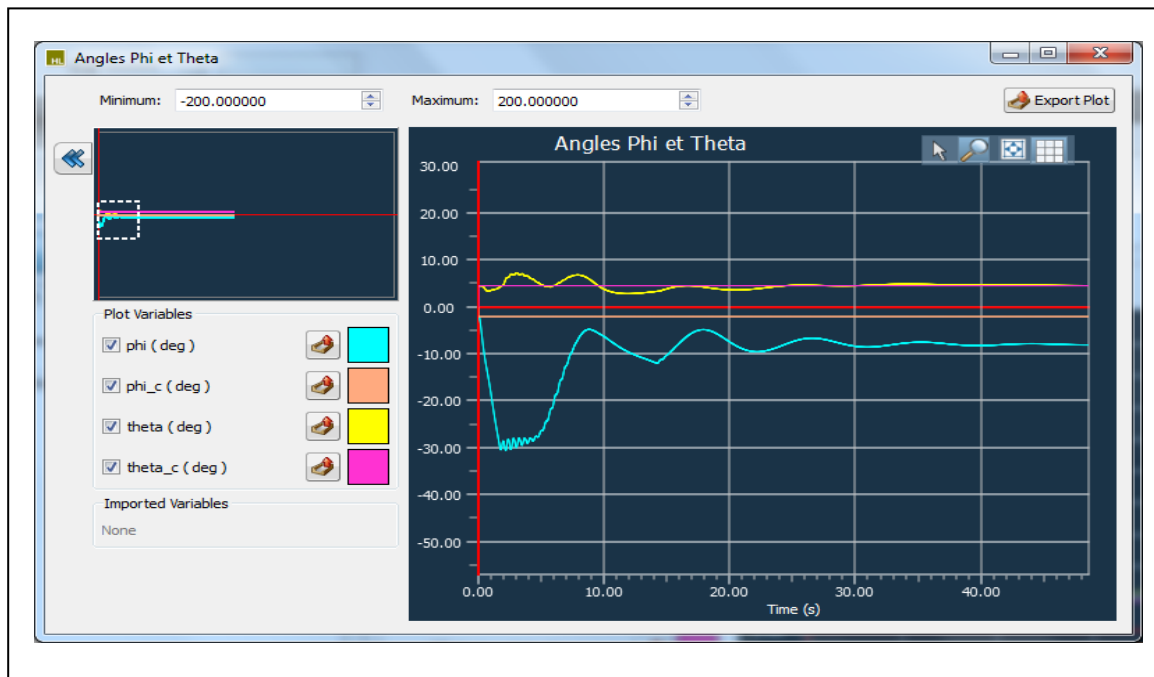 HL Angles Phi et Theta
Minimum: -200.000000 Maximum: 200.000000 Export Plot
Angles Phi et Theta
30.00
20.00
10.00
0.00
-10.00
-20.00
-30.00
-40.00
-50.00
0.00 10.00 20.00 30.00 40.00
Time (s)
Plot Variables
phi ( deg )
phi_c ( deg )
theta ( deg )
theta_c ( deg )
Imported Variables
None